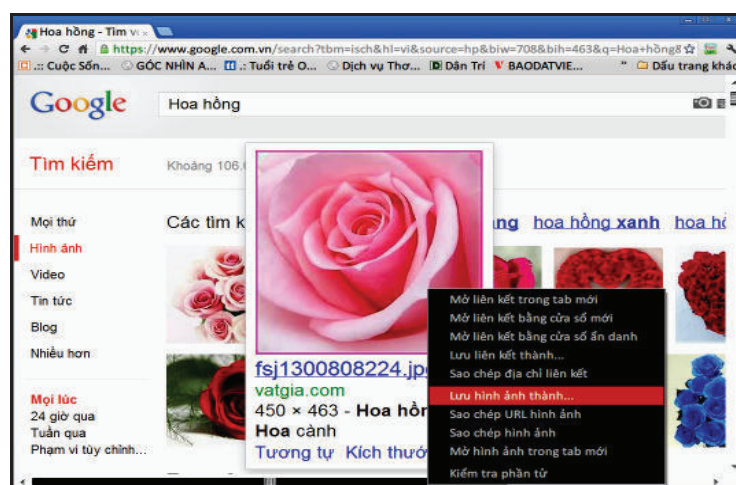 Hoa hồng - Tìm v
https://www.google.com.vn/search?tbm=isch&hl=vi&source=hp&biw=708&bih=463&q=Hoa+hồng8
.:: Cuộc Sốn... GÓC NHÌN A... .: Tuổi trẻ O... Dịch vụ Thơ... Dân Trí BAODATVIE... » Dấu trang khác
Google Hoa hồng
Tìm kiếm Khoảng 106.
Mọi thứ
Hình ảnh
Video
Tin tức
Blog
Nhiều hơn
Mọi lúc
24 giờ qua
Tuần qua
Phạm vi tùy chỉnh...
Các tìm k ng hoa hồng xanh hoa hồ
fsj1300808224.jp
vatgia.com
450 × 463 - Hoa hồn
Hoa cành
Tương tự Kích thướ
Mở liên kết trong tab mới
Mở liên kết bằng cửa sổ mới
Mở liên kết bằng cửa sổ ẩn danh
Lưu liên kết thành...
Sao chép địa chỉ liên kết
Lưu hình ảnh thành...
Sao chép URL hình ảnh
Sao chép hình ảnh
Mở hình ảnh trong tab mới
Kiểm tra phần tử